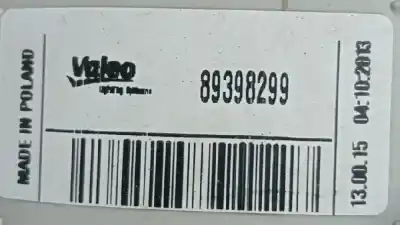 MADE IN POLAND
Valeo
Lighting Systems
89398299
13.00.15 04:10:2013